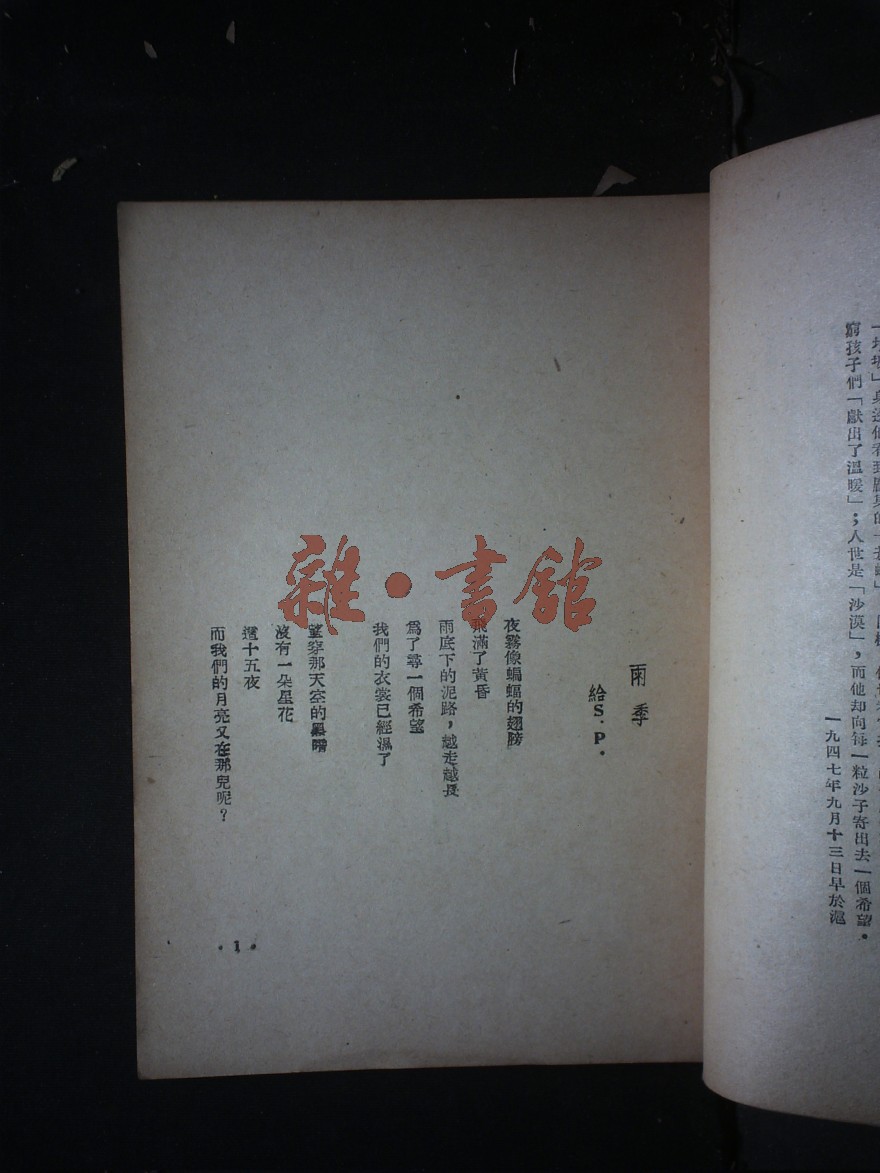 窮孩子們「獻出了溫暖」；人世是「沙漠」，而他却向每一粒沙子寄出去一個希望．
一九四七年九月十三日早於滬
雨季
給S．P．
夜霧像蝙蝠的翅膀
飛滿了黃昏
雨底下的泥路，越走越長
爲了尋一個希望
我們的衣裳已經濕了
望穿那天空的黑暗
沒有一朵星花
這十五夜
而我們的月亮又在那兒呢？
·1·
雜·書館